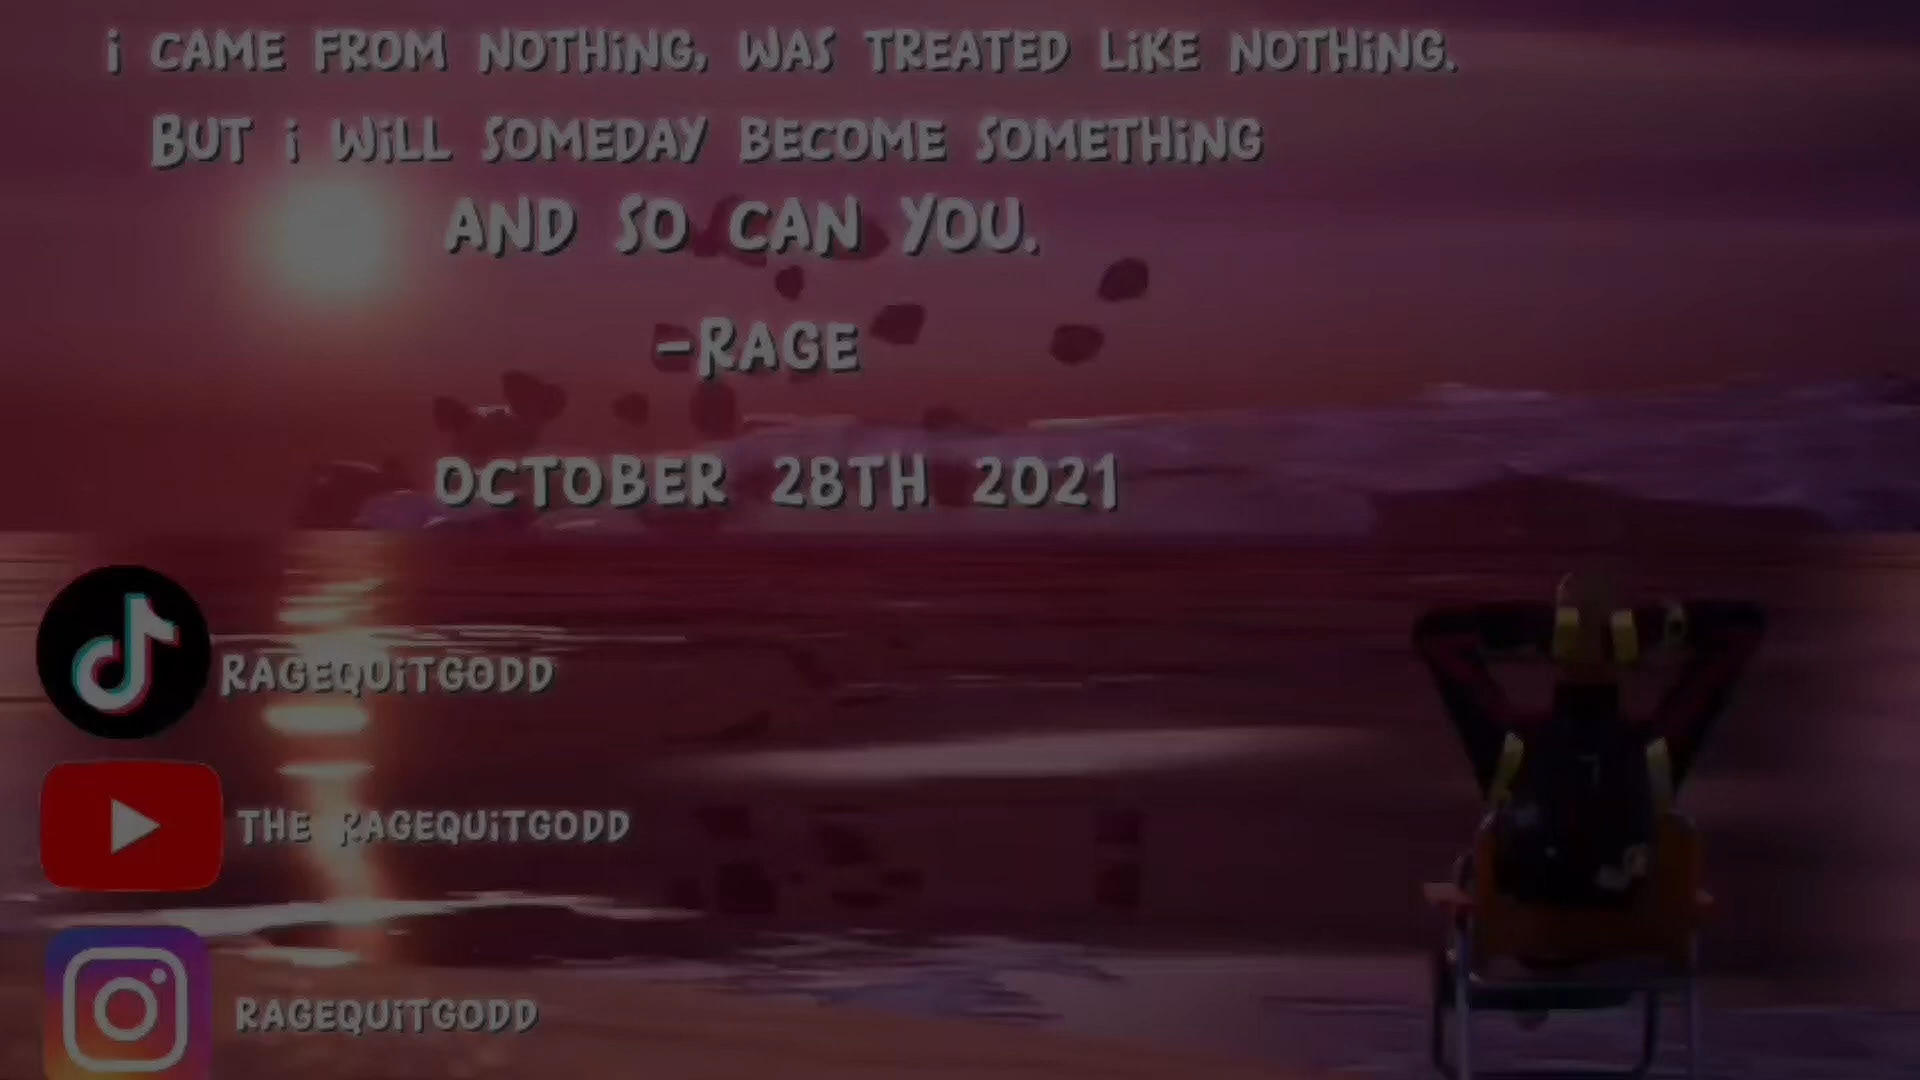 i CAME FROM NOTHiNG, WAS TREATED LiKE NOTHiNG.
BUT i WiLL SOMEDAY BECOME SOMETHiNG
AND SO CAN YOU.
-RAGE
OCTOBER 28TH 2021
RAGEQUiTGODD
THE RAGEQUiTGODD
RAGEQUiTGODD